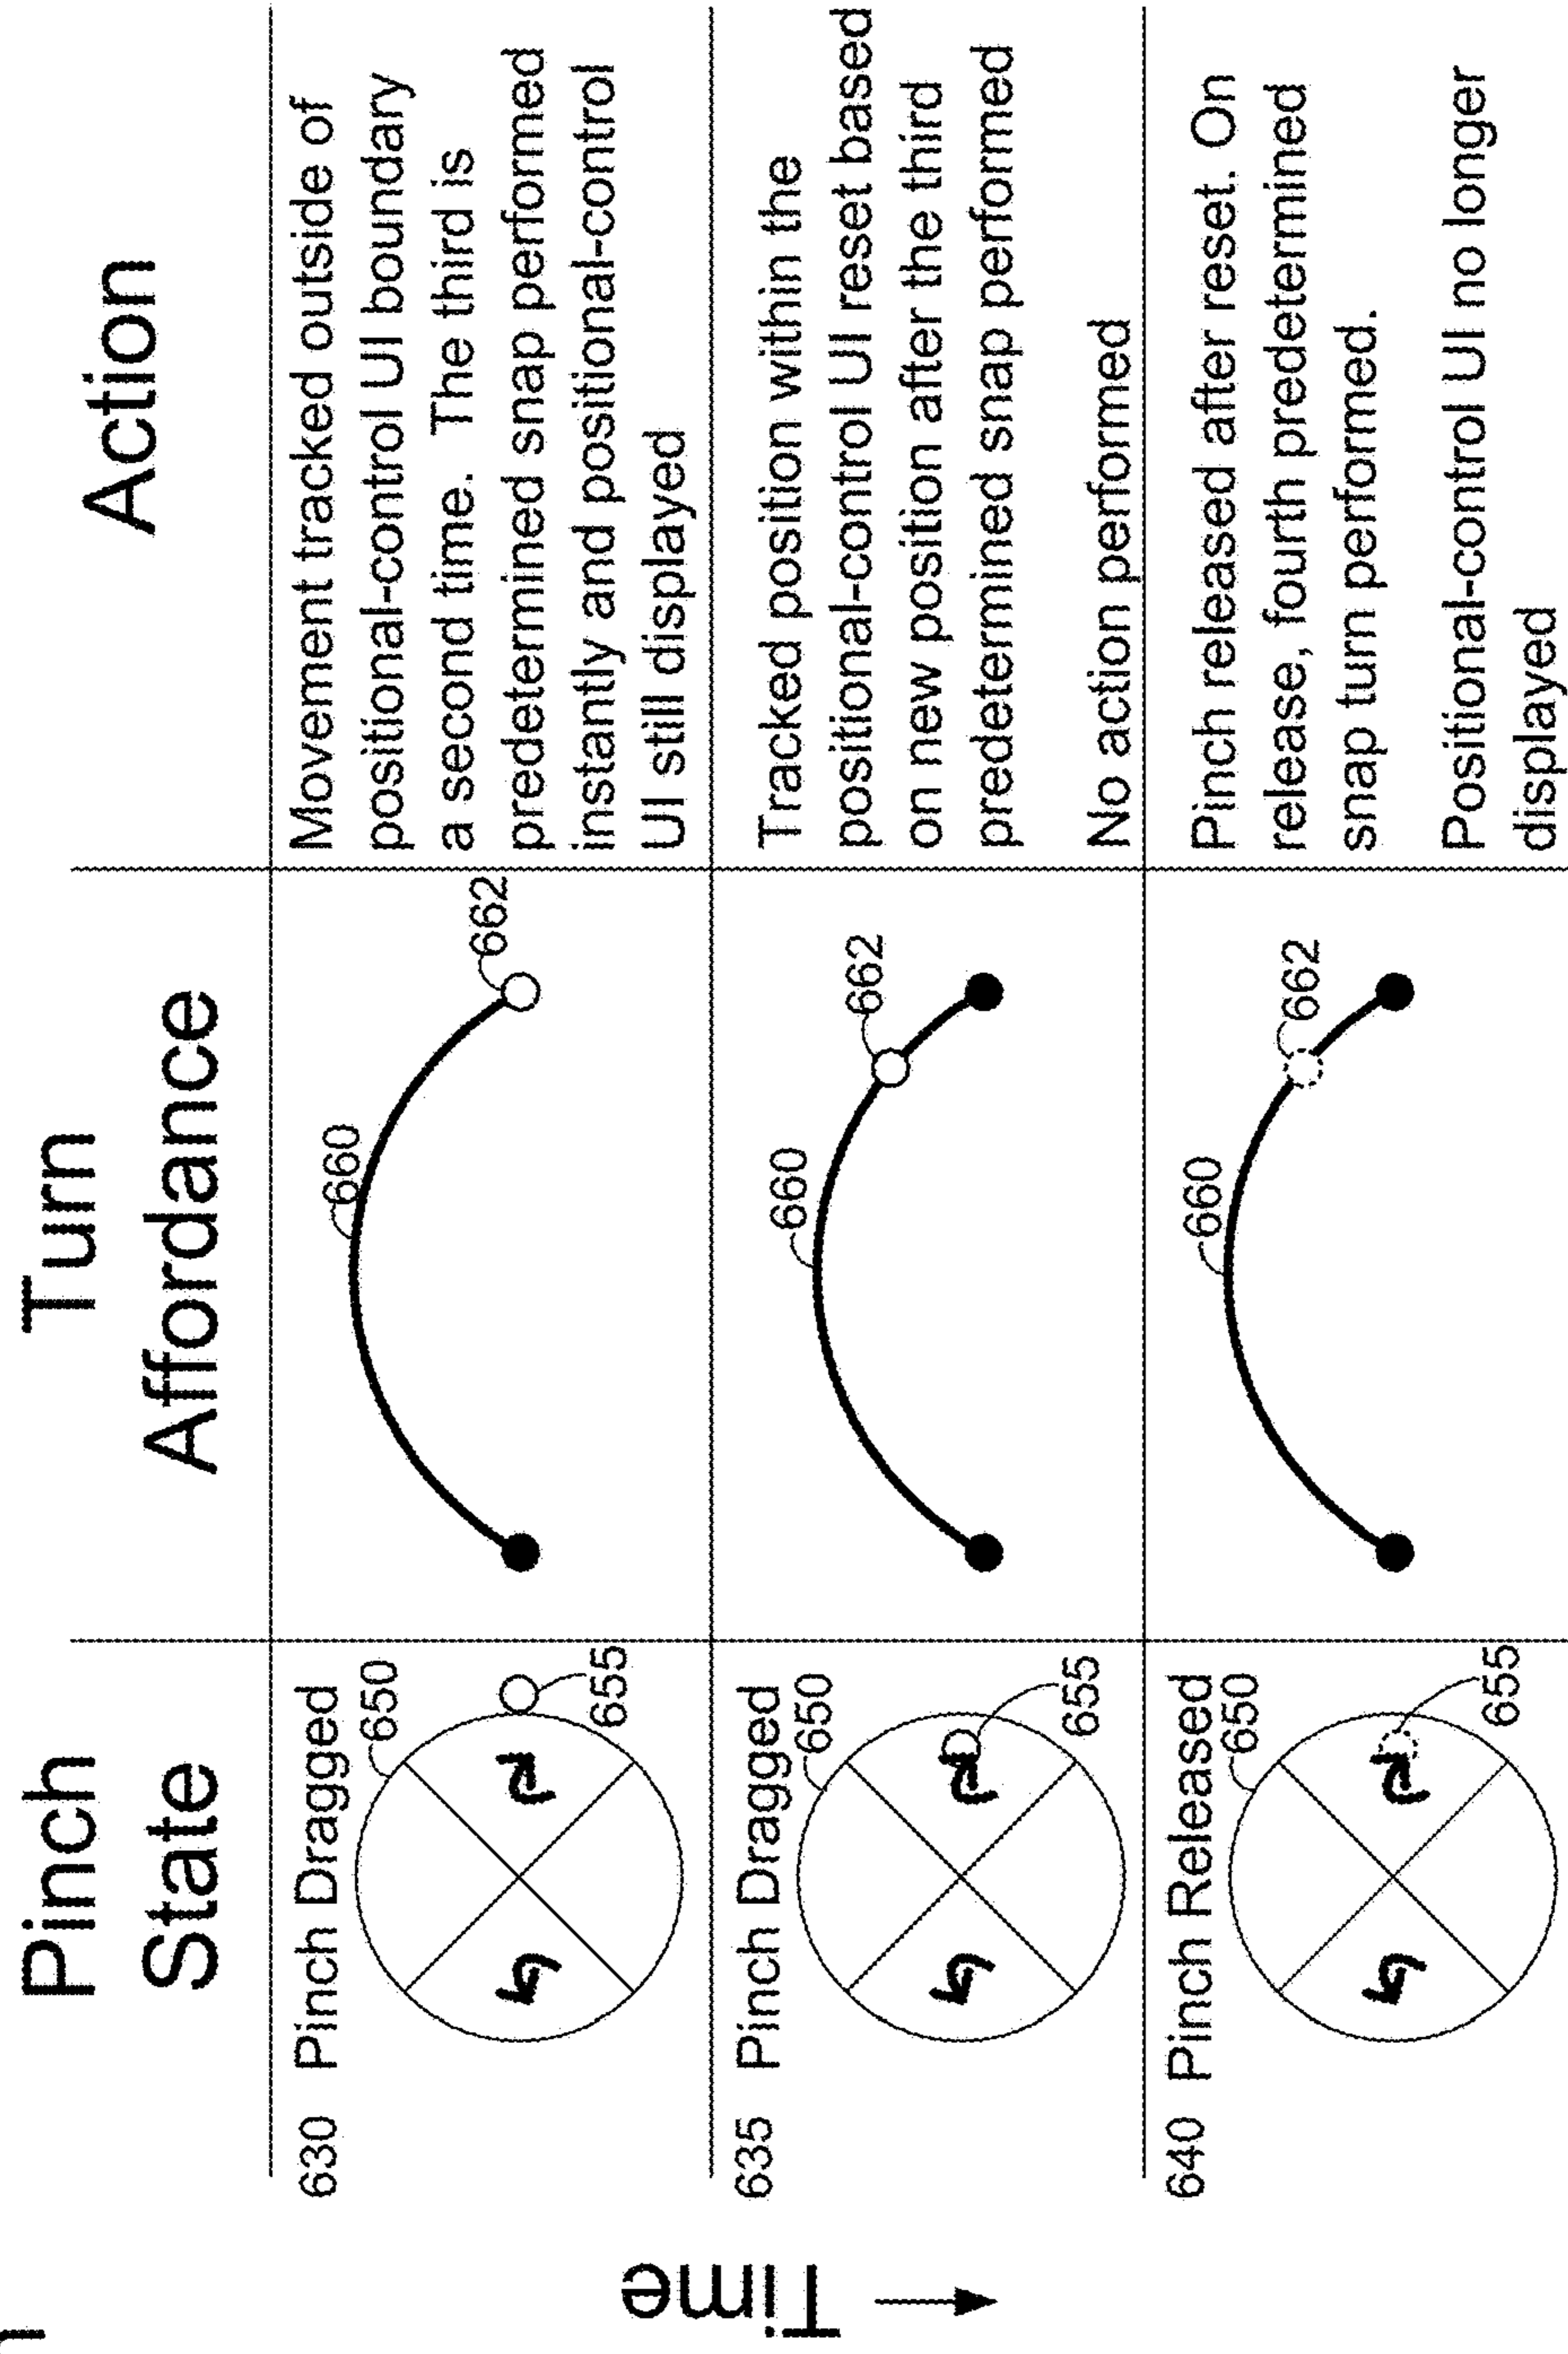 Pinch
State
Turn
Affordance
Action
Time
630 Pinch Dragged
650
655
660
662
Movement tracked outside of
positional-control UI boundary
a second time. The third is
predetermined snap performed
instantly and positional-control
UI still displayed
635 Pinch Dragged
650
655
660
662
Tracked position within the
positional-control UI reset based
on new position after the third
predetermined snap performed
No action performed
640 Pinch Released
650
655
660
662
Pinch released after reset. On
release, fourth predetermined
snap turn performed.
Positional-control UI no longer
displayed